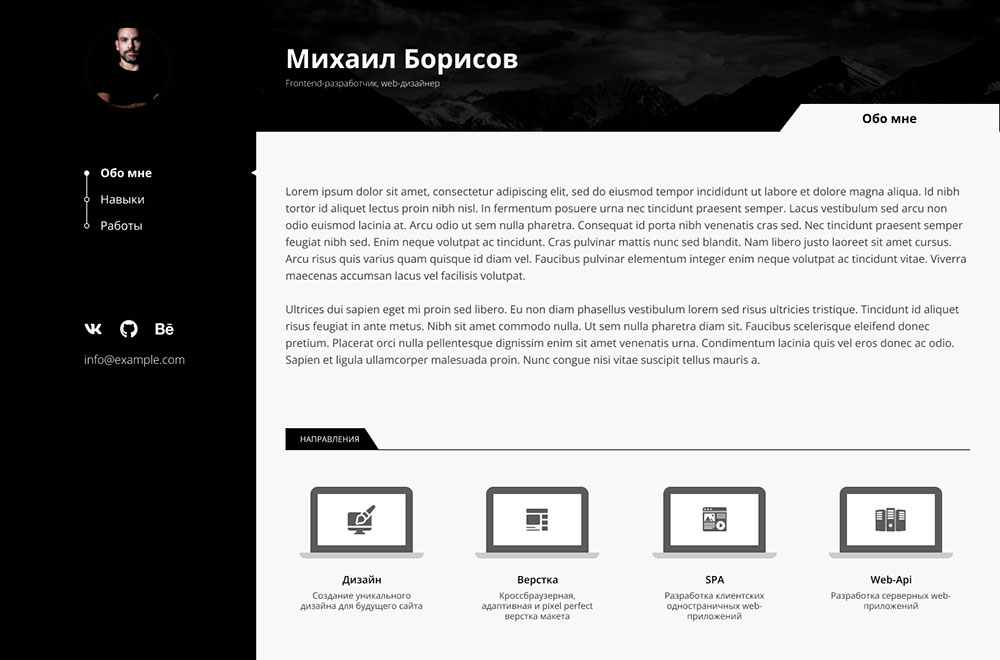 Михаил Борисов
Frontend-разработчик, web-дизайнер
Обо мне
Обо мне
Навыки
Работы
Bē
info@example.com
Lorem ipsum dolor sit amet, consectetur adipiscing elit, sed do eiusmod tempor incididunt ut labore et dolore magna aliqua. Id nibh
tortor id aliquet lectus proin nibh nisl. In fermentum posuere urna nec tincidunt praesent semper. Lacus vestibulum sed arcu non
odio euismod lacinia at. Arcu odio ut sem nulla pharetra. Consequat id porta nibh venenatis cras sed. Nec tincidunt praesent semper
feugiat nibh sed. Enim neque volutpat ac tincidunt. Cras pulvinar mattis nunc sed blandit. Nam libero justo laoreet sit amet cursus.
Arcu risus quis varius quam quisque id diam vel. Faucibus pulvinar elementum integer enim neque volutpat ac tincidunt vitae. Viverra
maecenas accumsan lacus vel facilisis volutpat.
Ultrices dui sapien eget mi proin sed libero. Eu non diam phasellus vestibulum lorem sed risus ultricies tristique. Tincidunt id aliquet
risus feugiat in ante metus. Nibh sit amet commodo nulla. Ut sem nulla pharetra diam sit. Faucibus scelerisque eleifend donec
pretium. Placerat orci nulla pellentesque dignissim enim sit amet venenatis urna. Condimentum lacinia quis vel eros donec ac odio.
Sapien et ligula ullamcorper malesuada proin. Nunc congue nisi vitae suscipit tellus mauris a.
НАПРАВЛЕНИЯ
Дизайн
Создание уникального
дизайна для будущего сайта
Верстка
Кроссбраузерная,
адаптивная и pixel perfect
верстка макета
SPA
Разработка клиентских
одностраничных web-
приложений
Web-Api
Разработка серверных web-
приложений